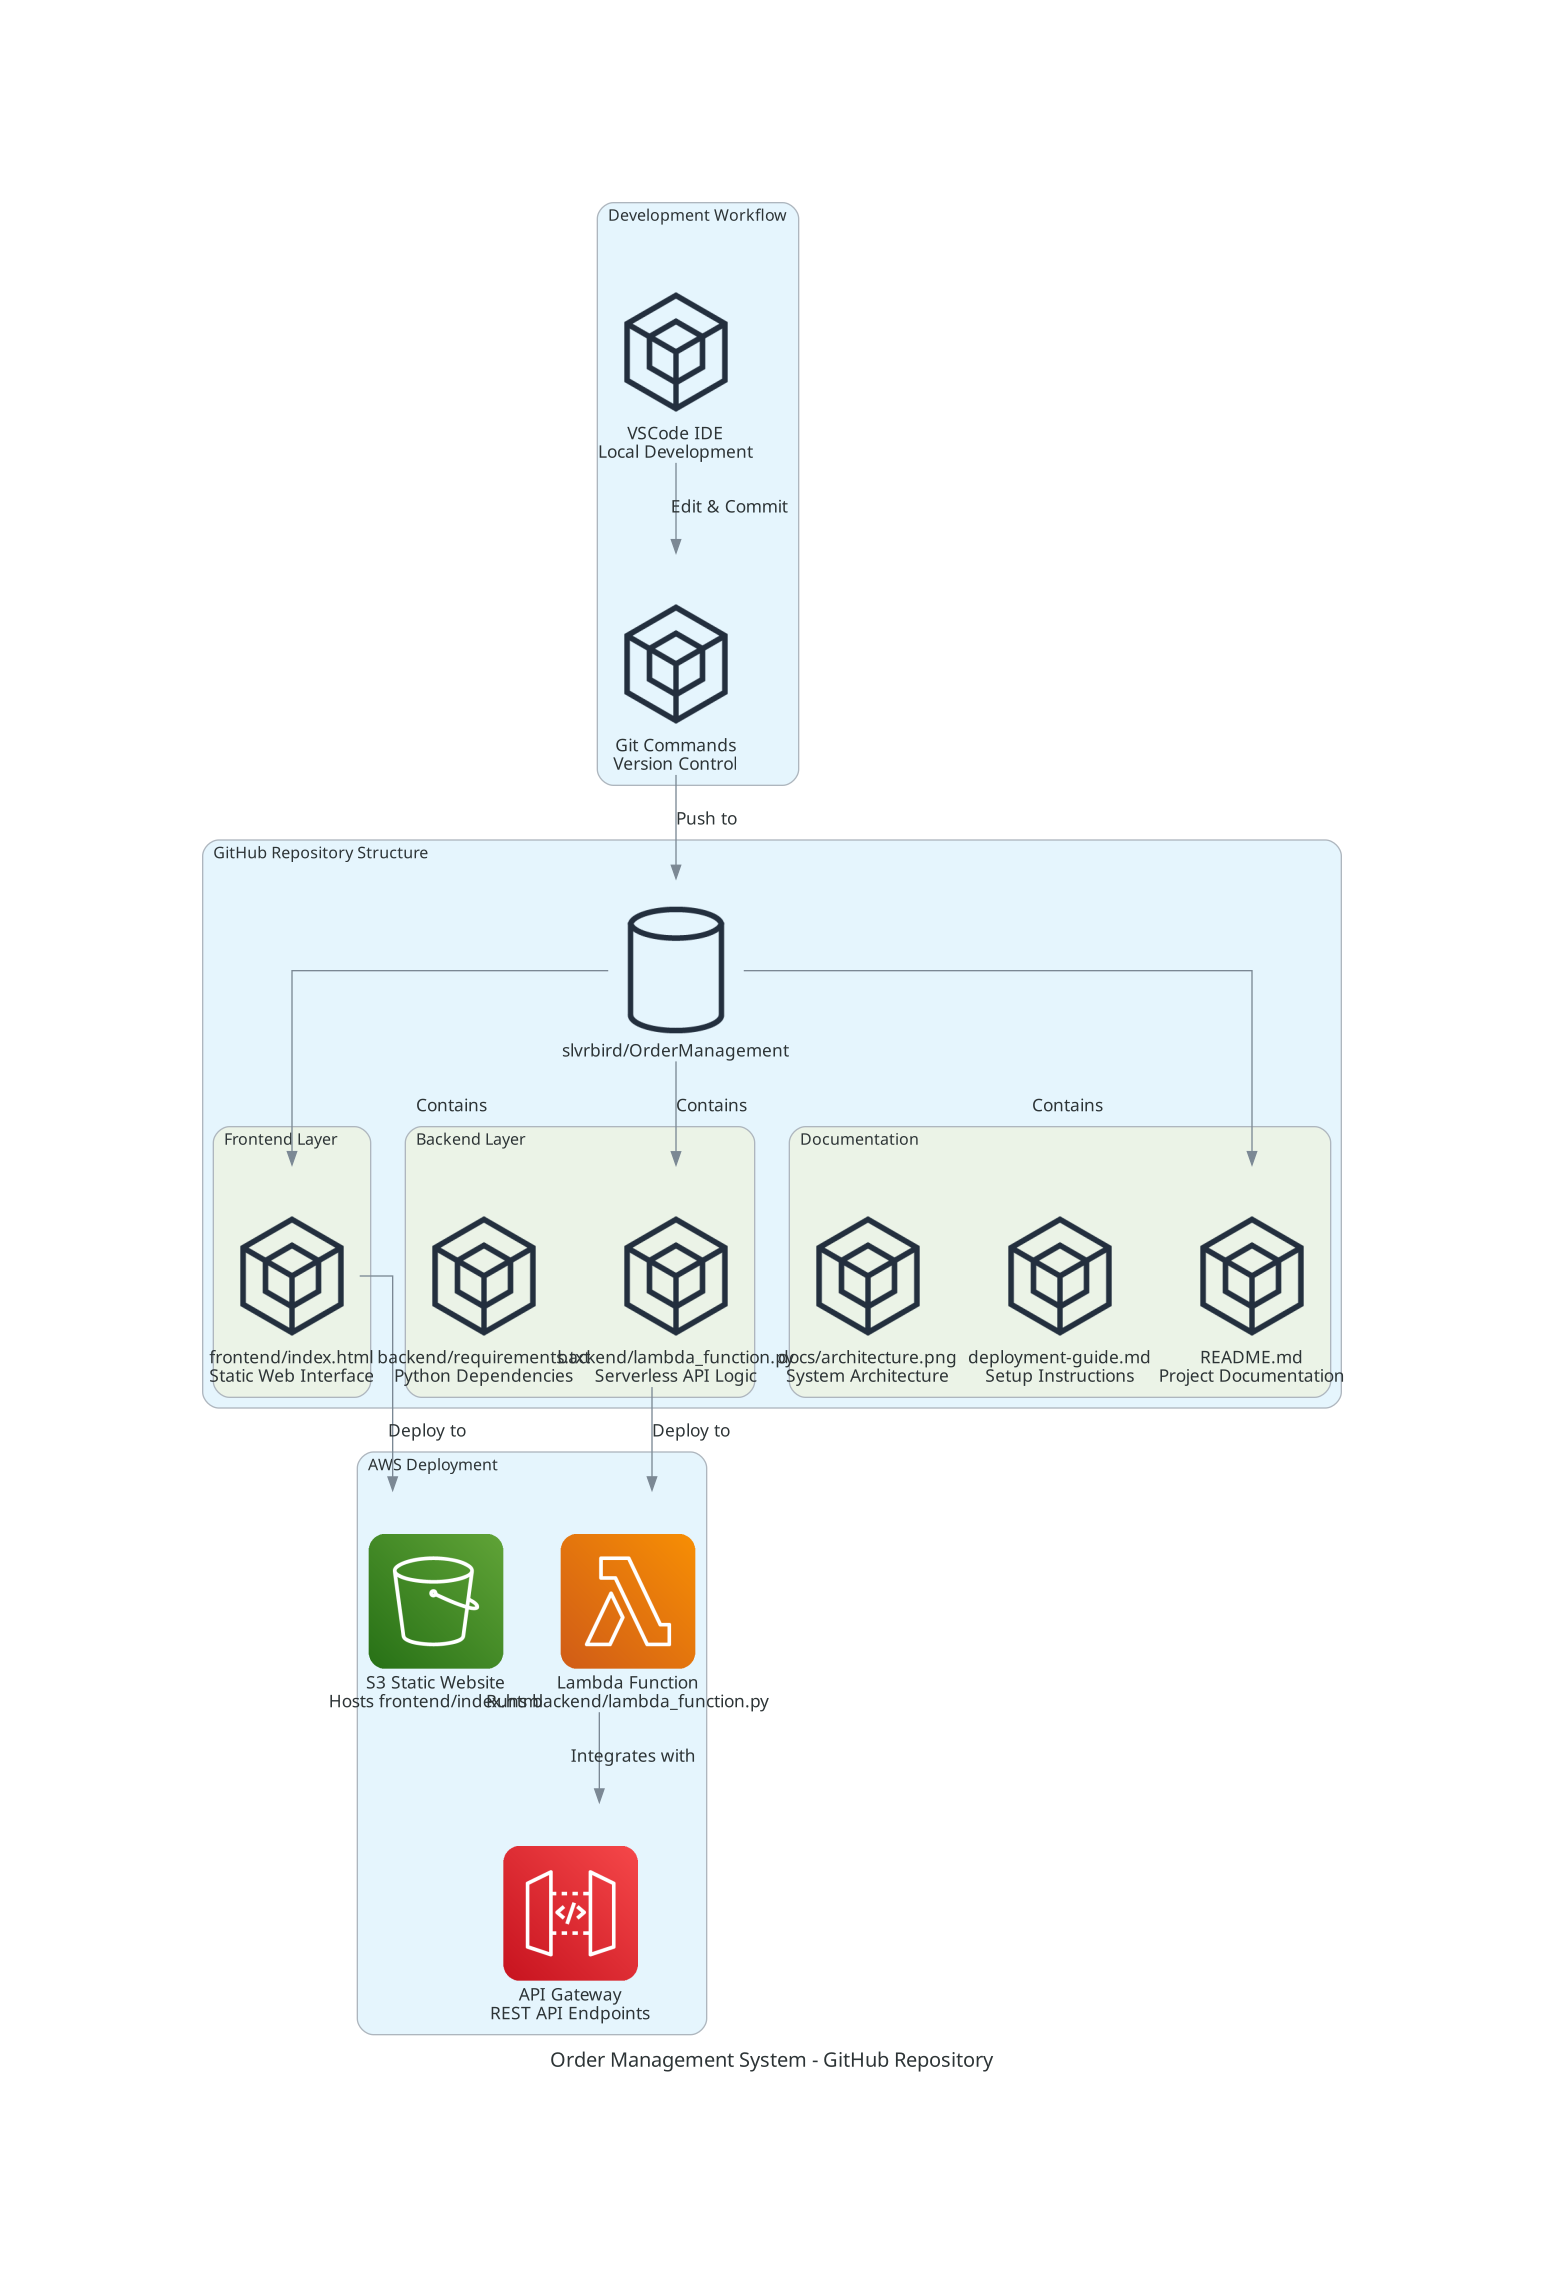 Development Workflow
VSCode IDE
Local Development
Edit & Commit
Git Commands
Version Control
Push to
GitHub Repository Structure
slvrbird/OrderManagement
Contains
Contains
Contains
Frontend Layer
Backend Layer
Documentation
frontend/index.html
Static Web Interface
backend/requirements.txt
Python Dependencies
backend/lambda_function.py
Serverless API Logic
docs/architecture.png
System Architecture
deployment-guide.md
Setup Instructions
README.md
Project Documentation
Deploy to
Deploy to
AWS Deployment
S3 Static Website
Hosts frontend/index.html
Lambda Function
Runs backend/lambda_function.py
Integrates with
API Gateway
REST API Endpoints
Order Management System - GitHub Repository